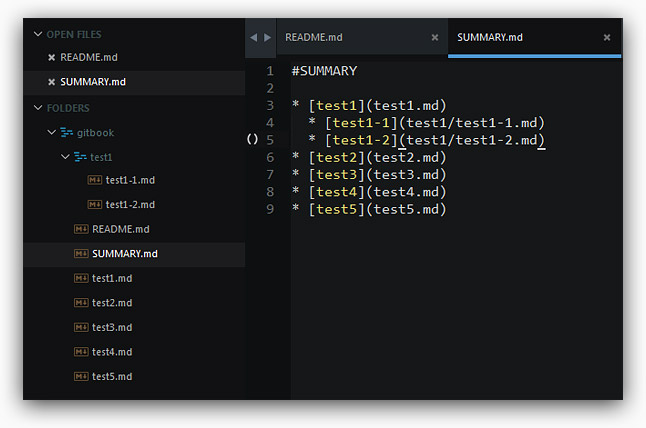 OPEN FILES
README.md
SUMMARY.md
FOLDERS
gitbook
test1
test1-1.md
test1-2.md
README.md
SUMMARY.md
test1.md
test2.md
test3.md
test4.md
test5.md
README.md
SUMMARY.md
1 #SUMMARY
2
3 * [test1](test1.md)
4   * [test1-1](test1/test1-1.md)
5   * [test1-2](test1/test1-2.md)
6 * [test2](test2.md)
7 * [test3](test3.md)
8 * [test4](test4.md)
9 * [test5](test5.md)